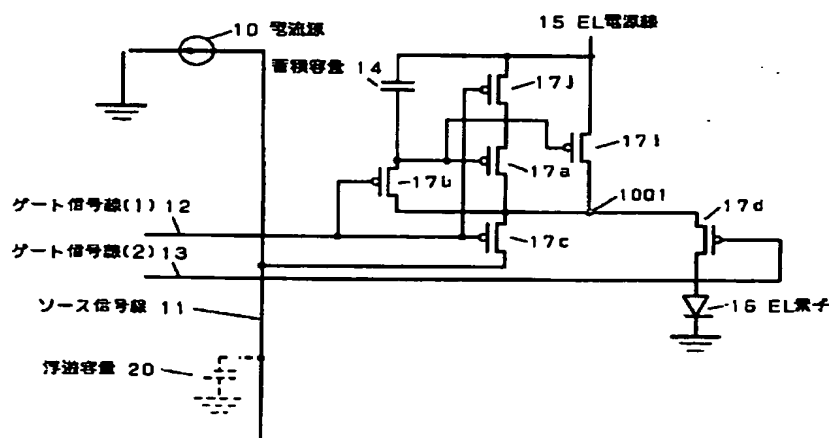 10 電流源
15 EL電源線
蓄積容量 14
17j
17i
17b
17a
1001
17d
ゲート信号線(1) 12
17c
ゲート信号線(2) 13
ソース信号線 11
16 EL素子
浮遊容量 20